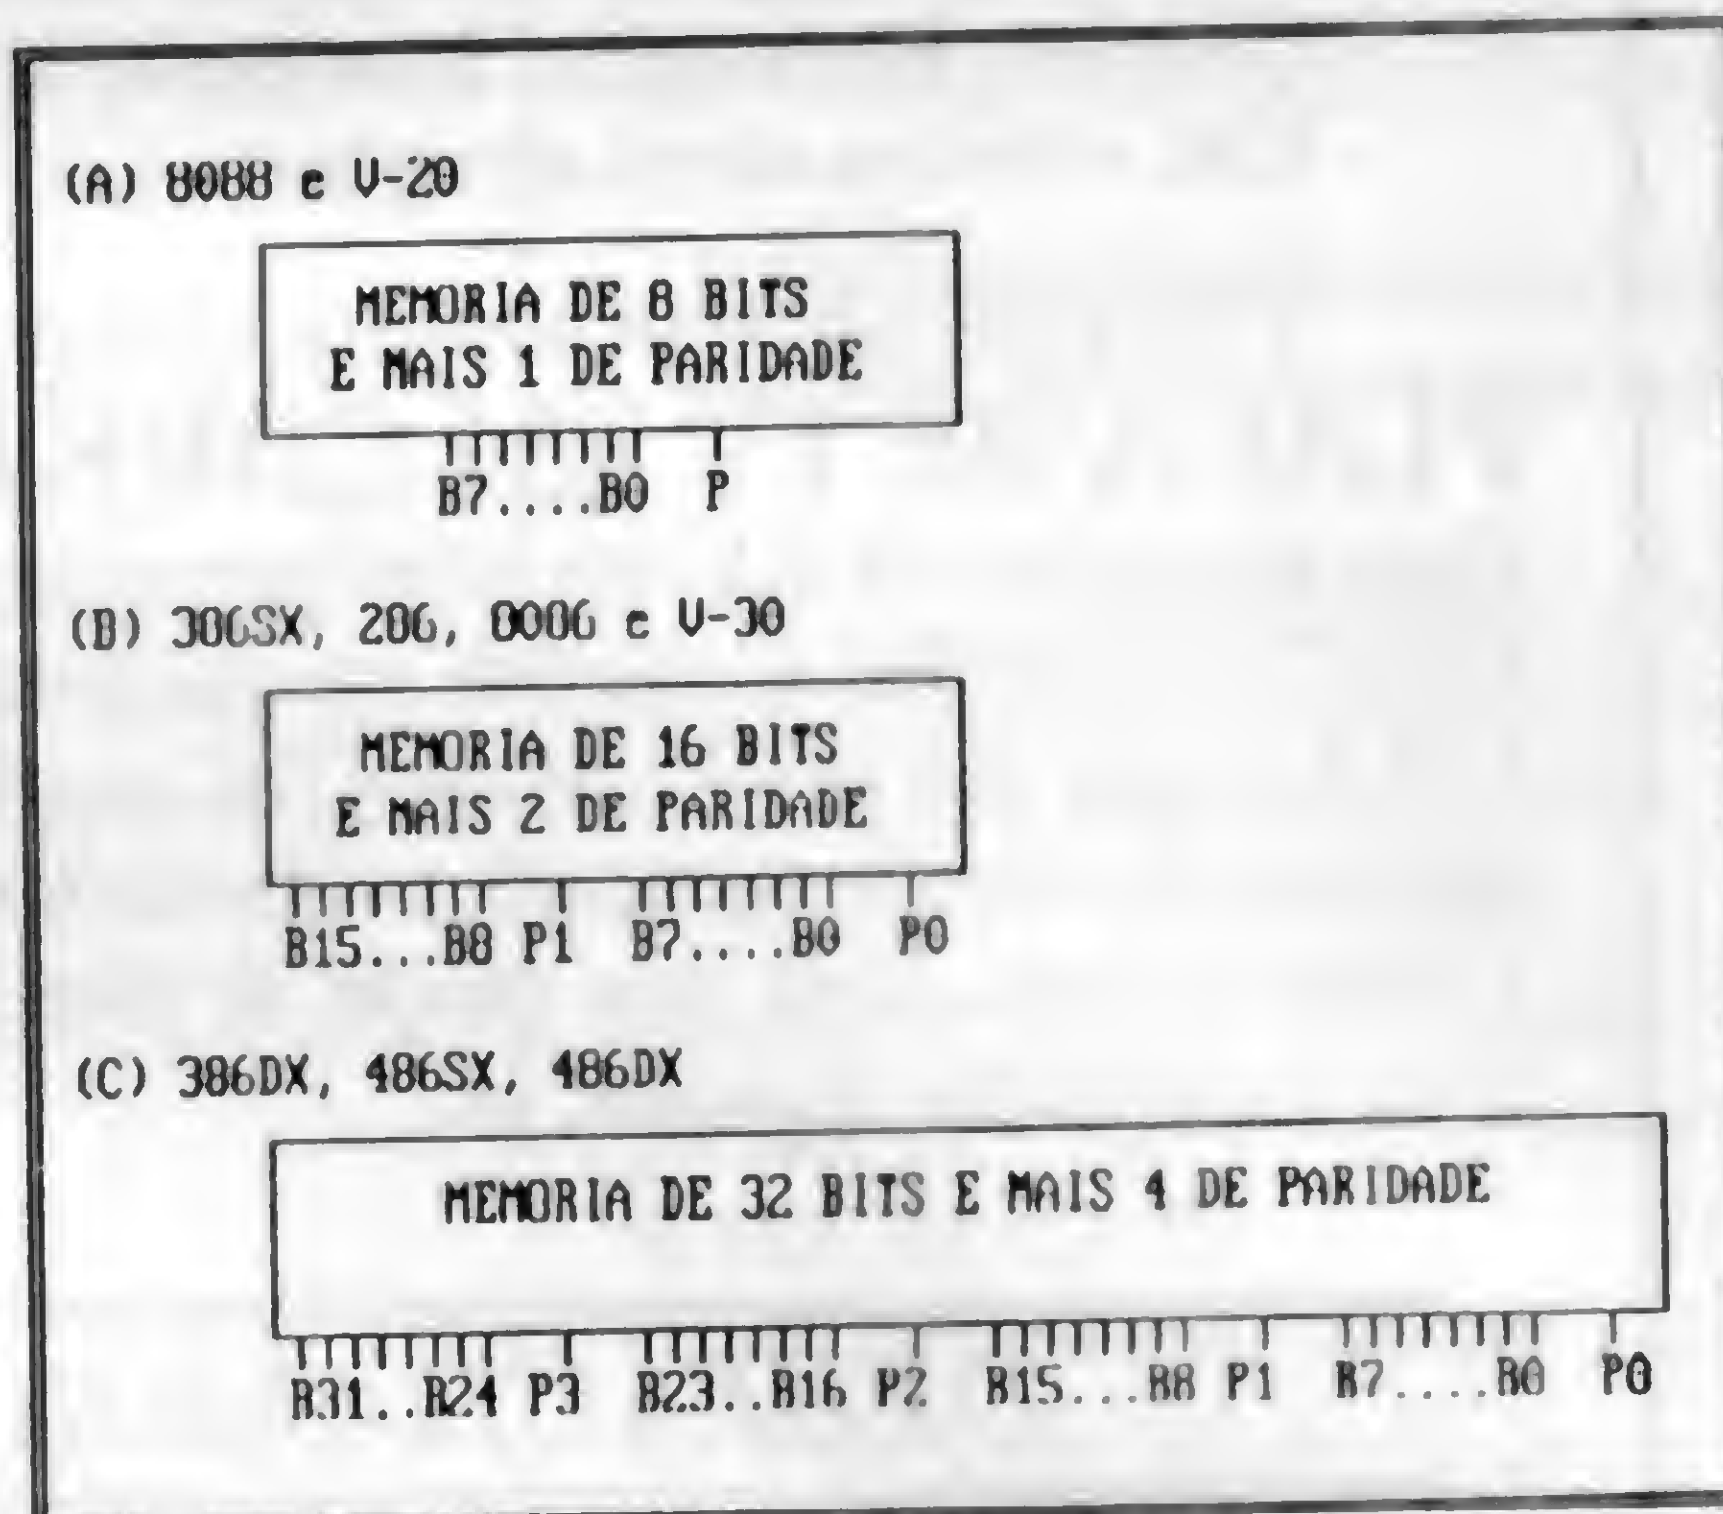 (A) 8088 e V-20
MEMORIA DE 8 BITS
E MAIS 1 DE PARIDADE
B7....B0 P
(B) 386SX, 286, 8086 e V-30
MEMORIA DE 16 BITS
E MAIS 2 DE PARIDADE
B15...B8 P1 B7....B0 P0
(C) 386DX, 486SX, 486DX
MEMORIA DE 32 BITS E MAIS 4 DE PARIDADE
B31..B24 P3 B23..B16 P2 B15...B8 P1 B7....B0 P0